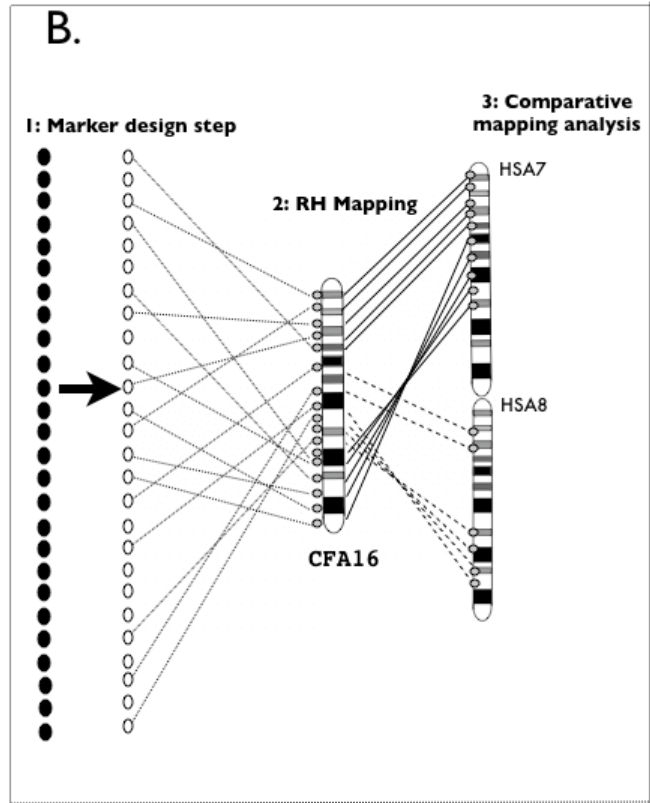 B.
1: Marker design step
2: RH Mapping
3: Comparative
mapping analysis
HSA7
HSA8
CFA16